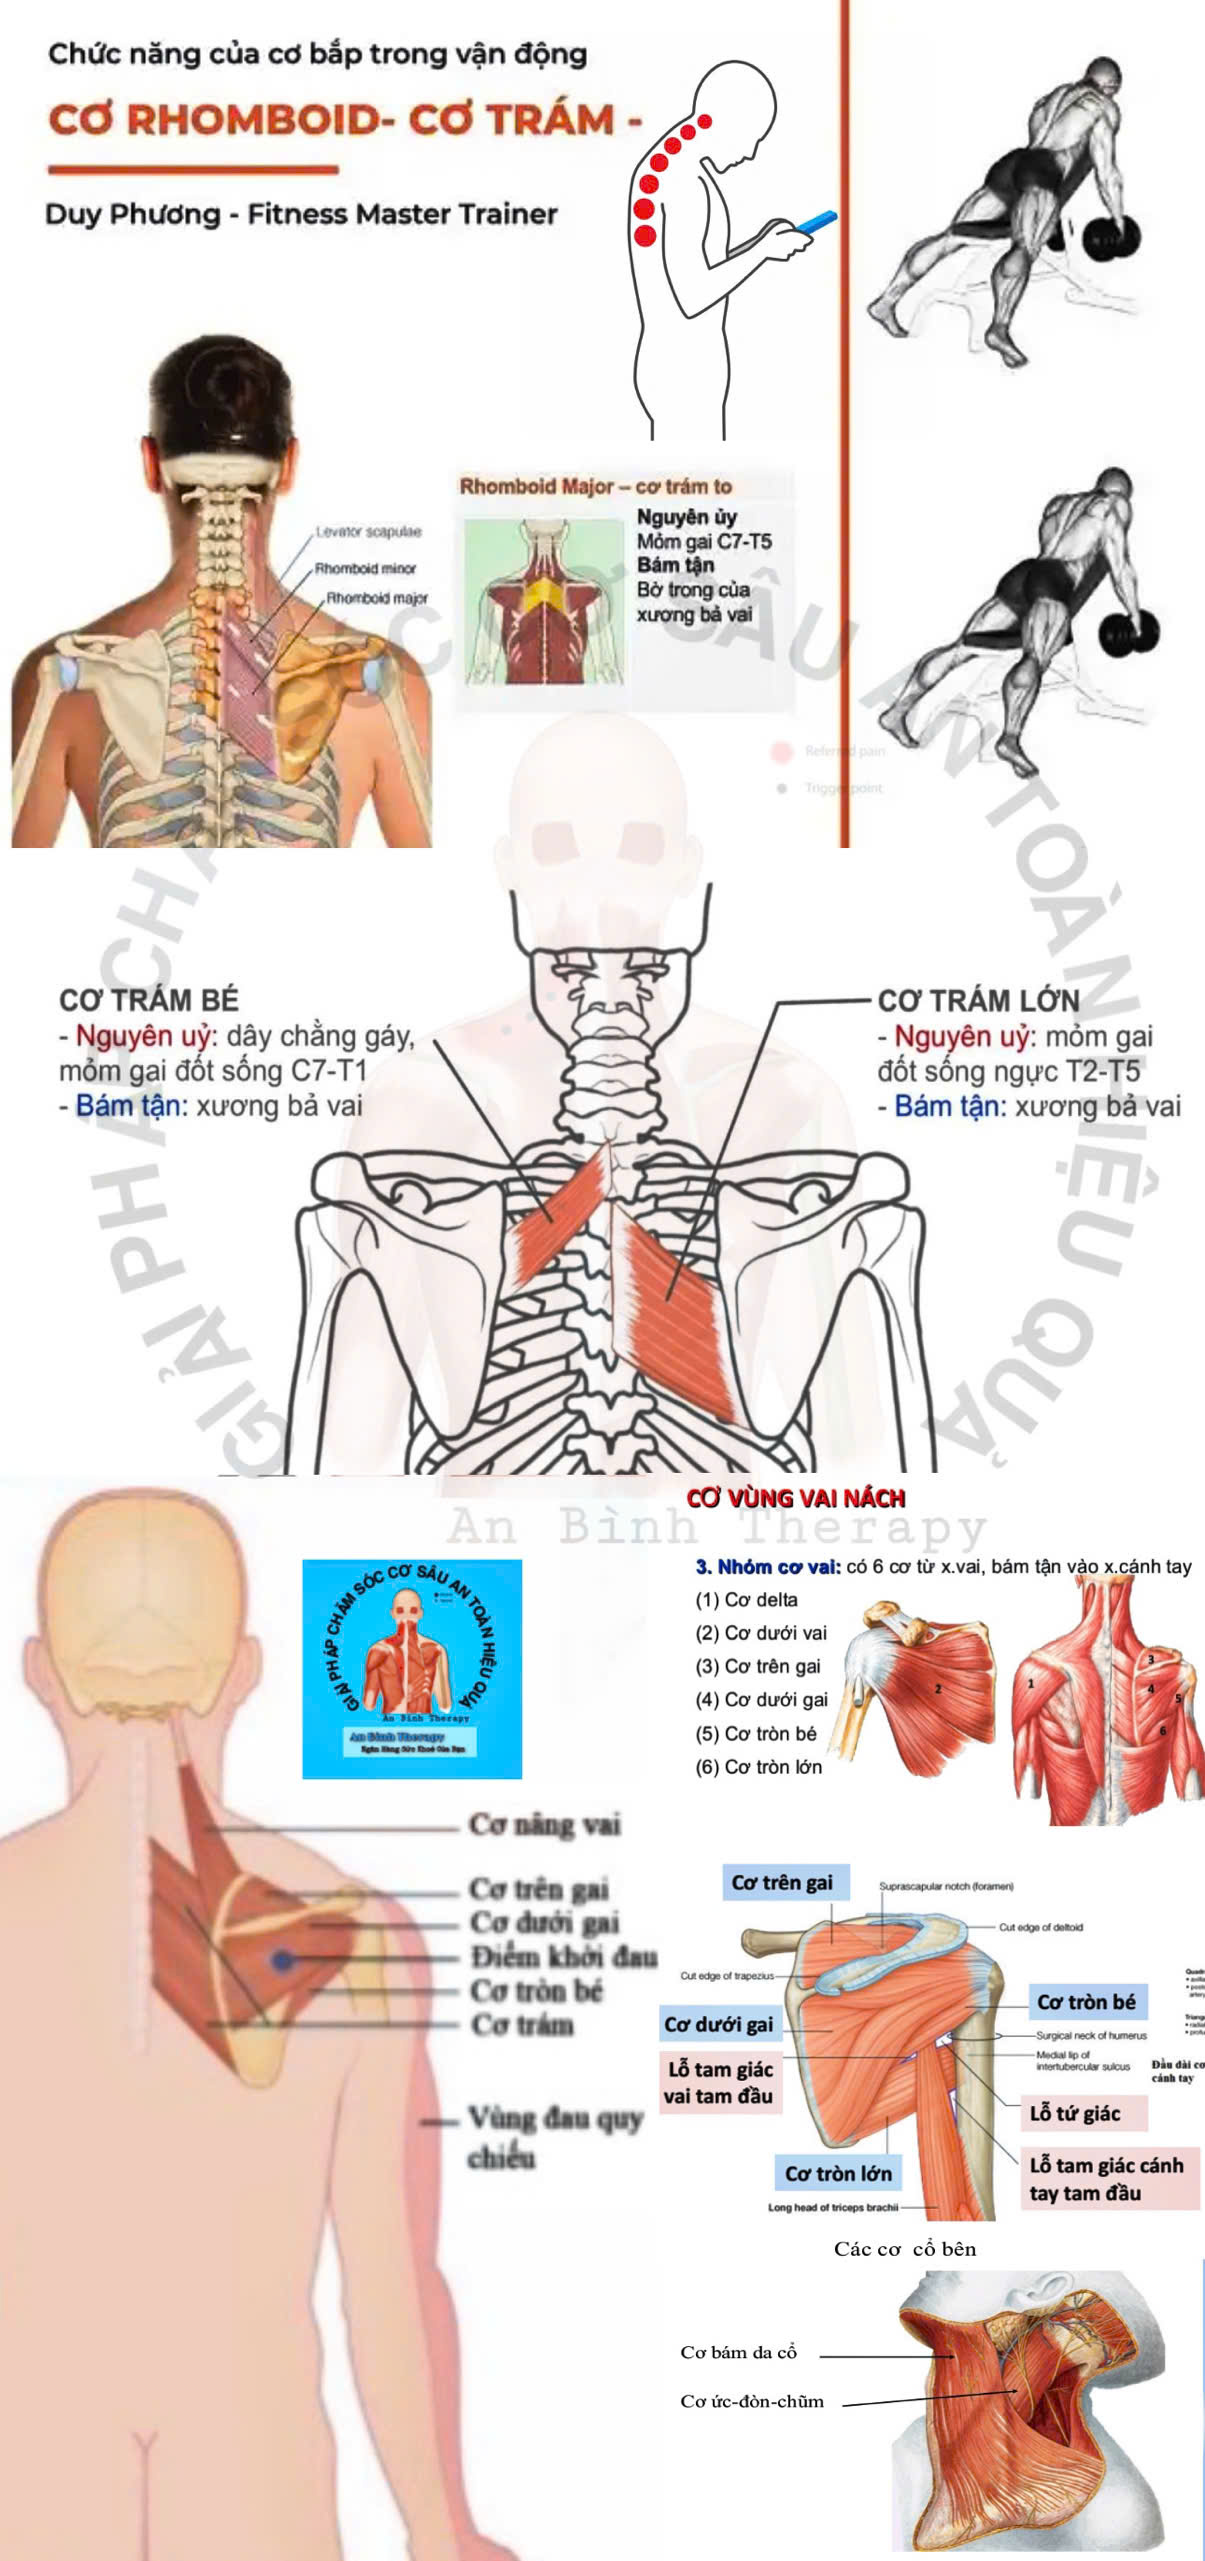 Chức năng của cơ bắp trong vận động
CƠ RHOMBOID- CƠ TRÁM -
Duy Phương - Fitness Master Trainer
Levator scapulae
Rhomboid minor
Rhomboid major
Rhomboid Major – cơ trám to
Nguyên ủy
Mỏm gai C7-T5
Bám tận
Bờ trong của
xương bả vai
Referred pain
Trigger point
GIẢI PHÁP CHĂM SÓC CƠ SÂU AN TOÀN HIỆU QUẢ
CƠ TRÁM BÉ
- Nguyên uỷ: dây chằng gáy,
mỏm gai đốt sống C7-T1
- Bám tận: xương bả vai
CƠ TRÁM LỚN
- Nguyên uỷ: mỏm gai
đốt sống ngực T2-T5
- Bám tận: xương bả vai
An Bình Therapy
GIẢI PHÁP CHĂM SÓC CƠ SÂU AN TOÀN HIỆU QUẢ
An Bình Therapy
An Bình Therapy
Ngân Hàng Sức Khoẻ Của Bạn
CƠ VÙNG VAI NÁCH
3. Nhóm cơ vai: có 6 cơ từ x.vai, bám tận vào x.cánh tay
(1) Cơ delta
(2) Cơ dưới vai
(3) Cơ trên gai
(4) Cơ dưới gai
(5) Cơ tròn bé
(6) Cơ tròn lớn
2
1
3
4
5
6
Cơ nâng vai
Cơ trên gai
Cơ dưới gai
Điểm khởi đau
Cơ tròn bé
Cơ trám
Vùng đau quy
chiếu
Cơ trên gai
Suprascapular notch (foramen)
Cut edge of deltoid
Cut edge of trapezius
Cơ tròn bé
Cơ dưới gai
Surgical neck of humerus
Medial lip of
intertubercular sulcus
Đầu dài cơ
cánh tay
Lỗ tam giác
vai tam đầu
Lỗ tứ giác
Cơ tròn lớn
Lỗ tam giác cánh
tay tam đầu
Long head of triceps brachii
Các cơ cổ bên
Cơ bám da cổ
Cơ ức-đòn-chũm